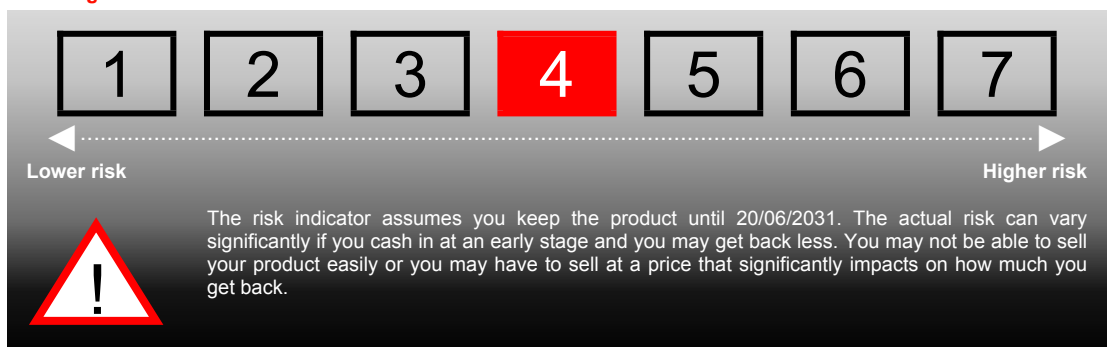 1 2 3 4 5 6 7
Lower risk Higher risk
The risk indicator assumes you keep the product until 20/06/2031. The actual risk can vary
significantly if you cash in at an early stage and you may get back less. You may not be able to sell
your product easily or you may have to sell at a price that significantly impacts on how much you
get back.
!